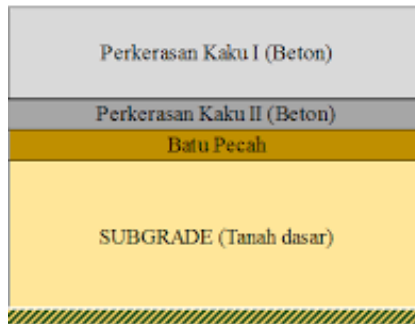 Perkerasan Kaku I (Beton)
Perkerasan Kaku II (Beton)
Batu Pecah
SUBGRADE (Tanah dasar)